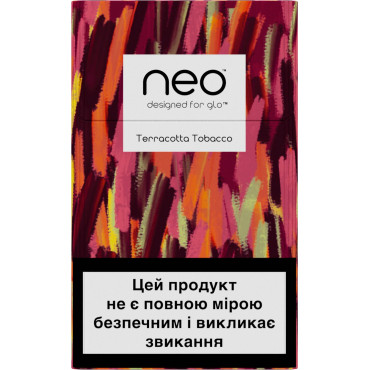 neo™
designed for glo™
Terracotta Tobacco
Цей продукт
не є повною мірою
безпечним і викликає
звикання